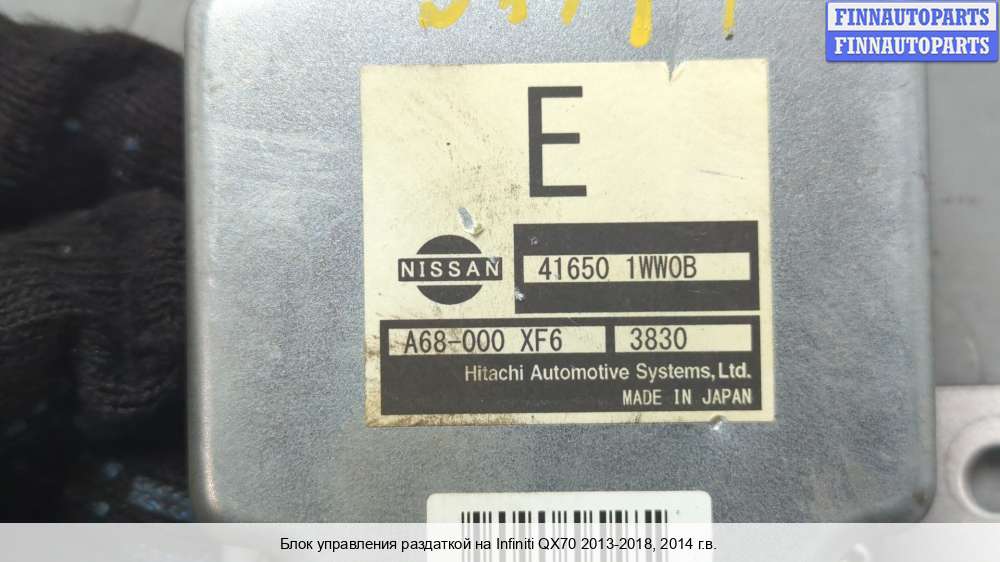 FINNAUTOPARTS
FINNAUTOPARTS
E
NISSAN
41650 1WW0B
A68-000 XF6
3830
Hitachi Automotive Systems, Ltd.
MADE IN JAPAN
Блок управления раздаткой на Infiniti QX70 2013-2018, 2014 г.в.